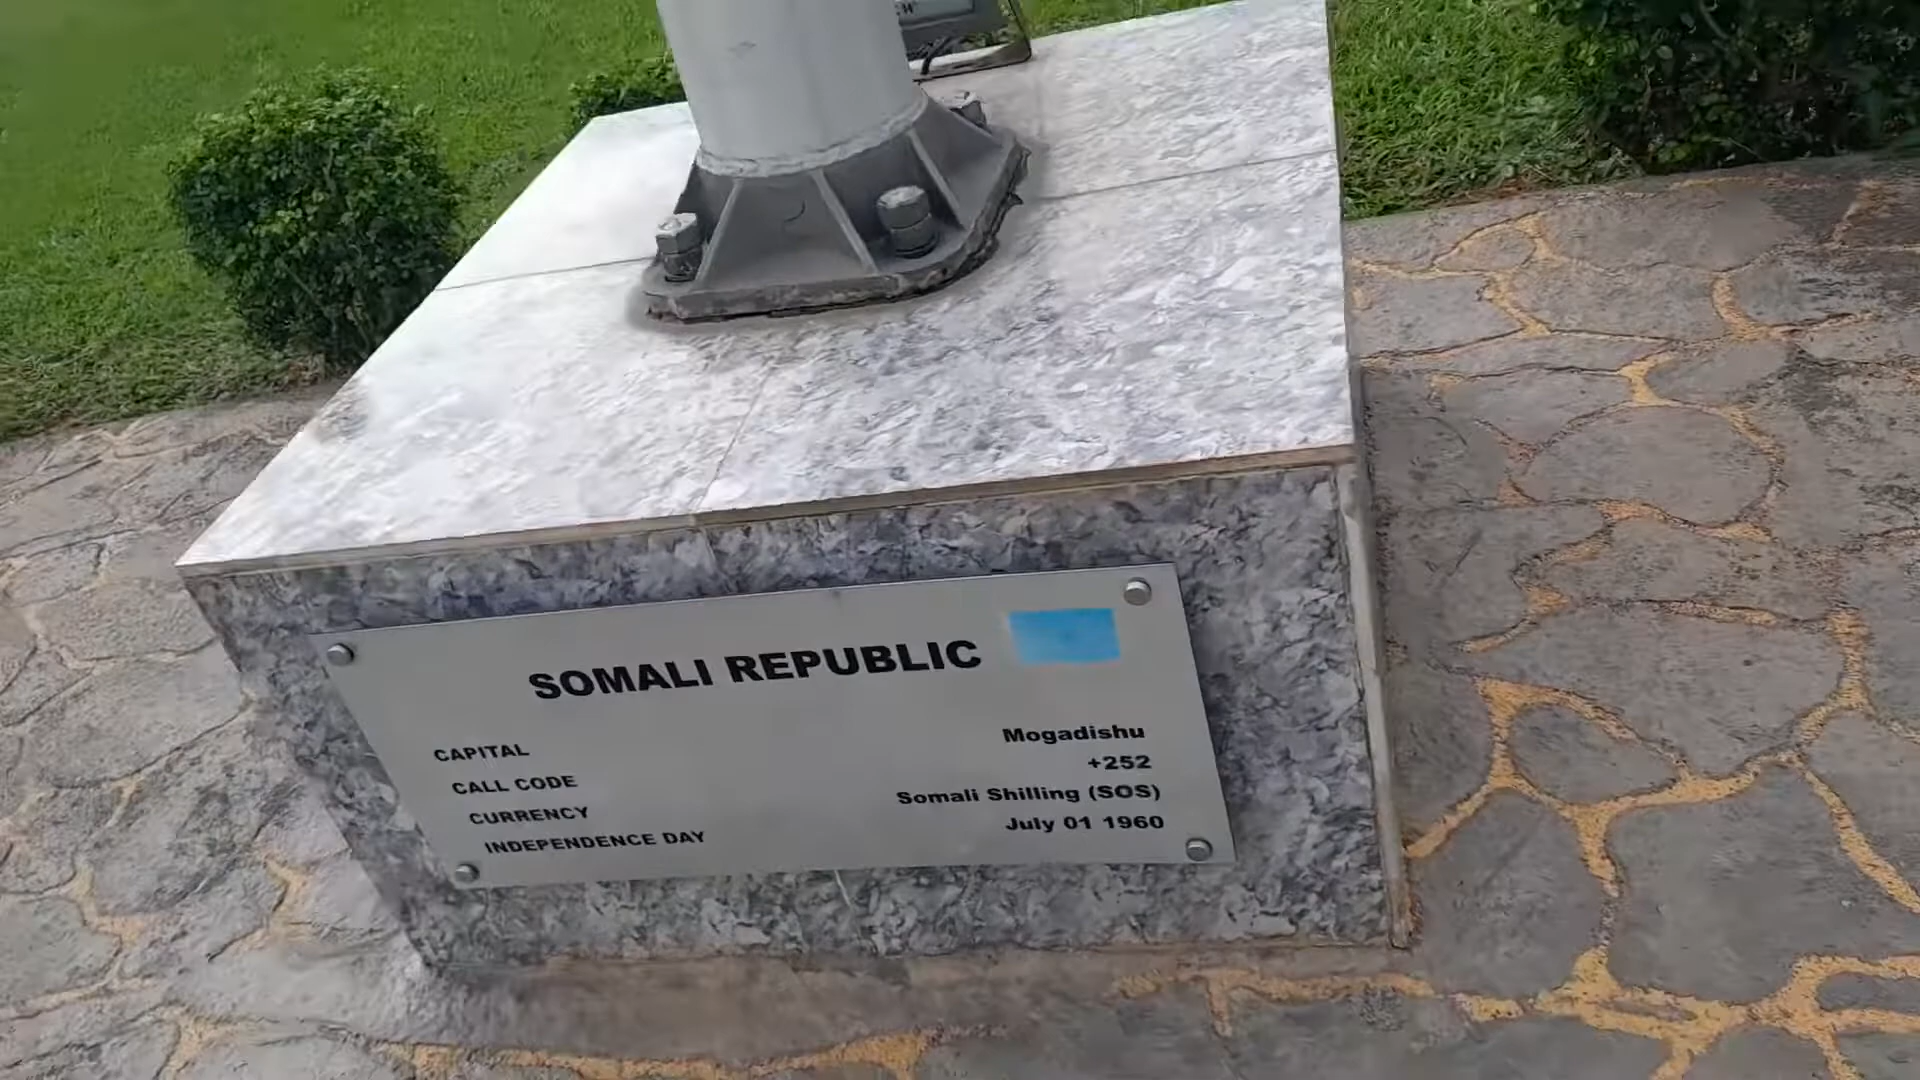 SOMALI REPUBLIC
CAPITAL Mogadishu
CALL CODE +252
CURRENCY Somali Shilling (SOS)
INDEPENDENCE DAY July 01 1960